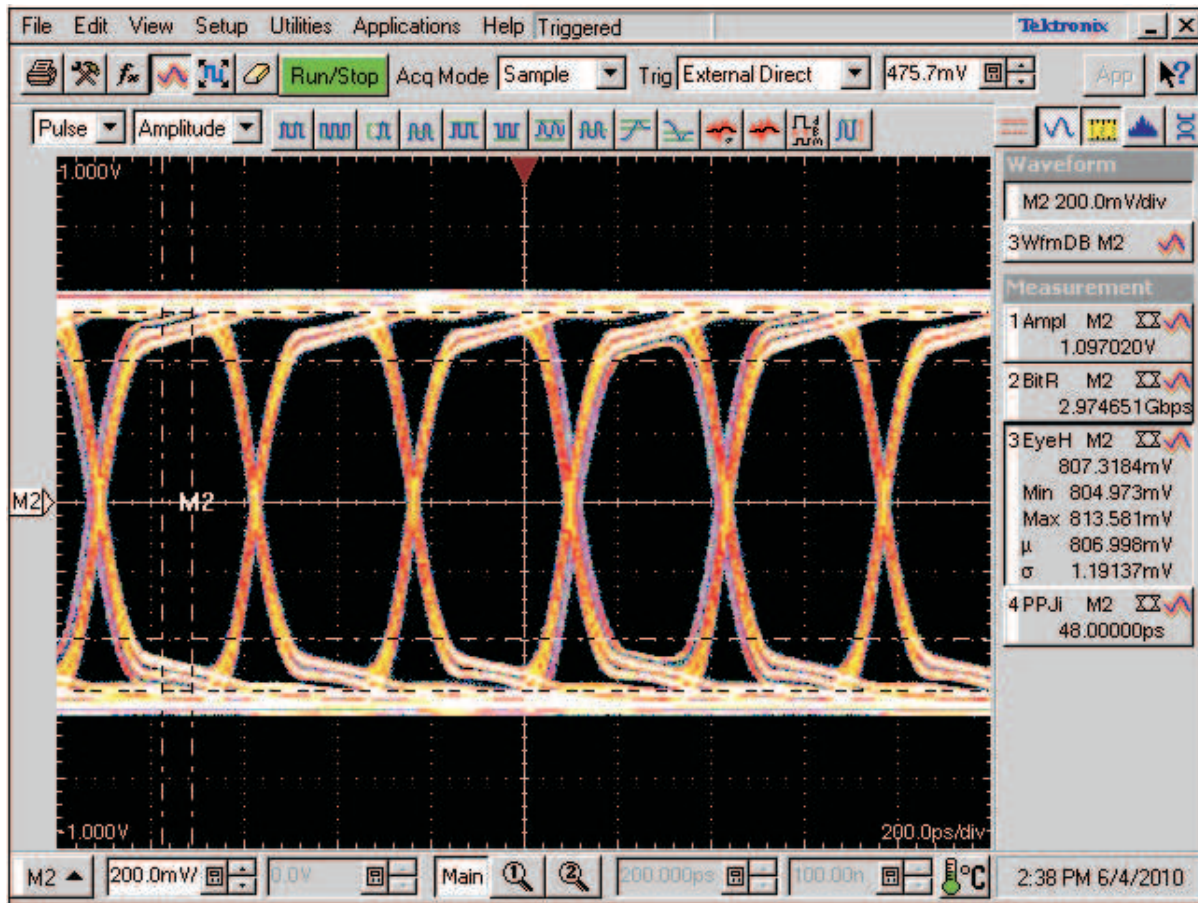 File Edit View Setup Utilities Applications Help Triggered Tektronix
Run/Stop Acq Mode Sample Trig External Direct 475.7mV App
Pulse Amplitude
1.000V
Waveform
M2 200.0mV/div
3WfmDB M2
Measurement
1 Ampl M2
1.097020V
2 BitR M2
2.974651Gbps
3 EyeH M2
807.3184mV
Min 804.973mV
Max 813.581mV
µ 806.998mV
σ 1.19137mV
4 PPJi M2
48.00000ps
M2
M2
-1.000V 200.0ps/div
M2 200.0mV/ 0.0V Main 1 2 200.000ps 100.00n °C 2:38 PM 6/4/2010